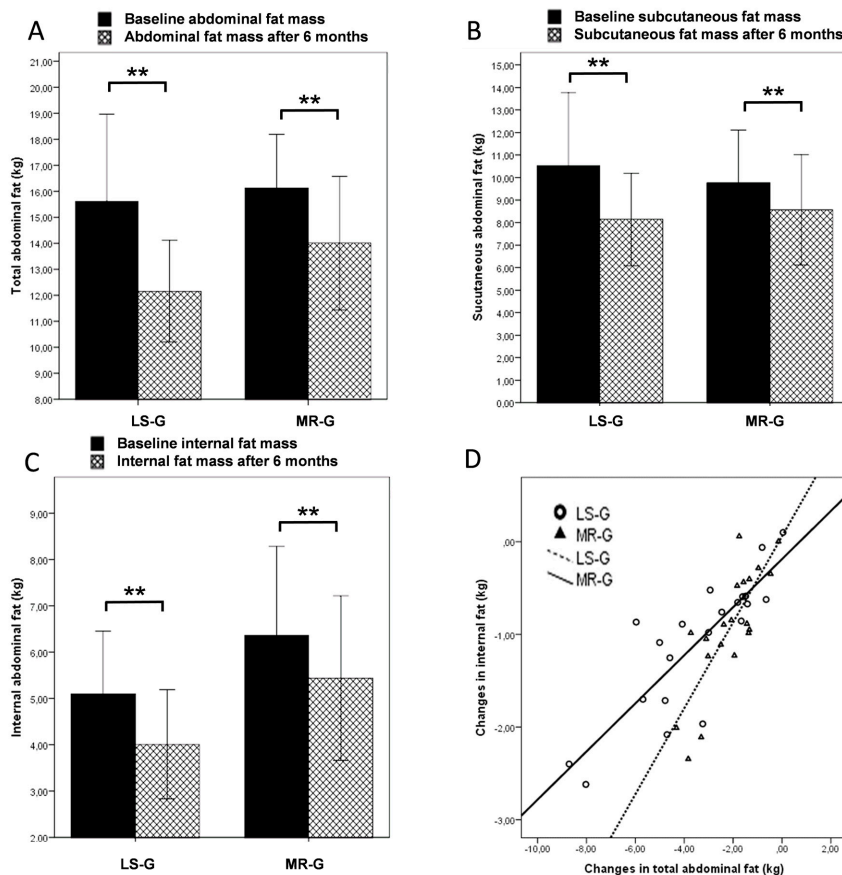 A
Baseline abdominal fat mass
Abdominal fat mass after 6 months
21,00
20,00
19,00
18,00
17,00
16,00
15,00
14,00
13,00
12,00
11,00
10,00
9,00
8,00
Total abdominal fat (kg)
**
**
LS-G
MR-G
B
Baseline subcutaneous fat mass
Subcutaneous fat mass after 6 months
15,00
14,00
13,00
12,00
11,00
10,00
9,00
8,00
7,00
6,00
5,00
4,00
3,00
2,00
1,00
0,00
Sucutaneous abdominal fat (kg)
**
**
LS-G
MR-G
C
Baseline internal fat mass
Internal fat mass after 6 months
9,00
8,00
7,00
6,00
5,00
4,00
3,00
2,00
Internal abdominal fat (kg)
**
**
LS-G
MR-G
D
LS-G
MR-G
LS-G
MR-G
,00
-1,00
-2,00
-3,00
Changes in internal fat (kg)
-10,00
-8,00
-6,00
-4,00
-2,00
,00
2,00
Changes in total abdominal fat (kg)